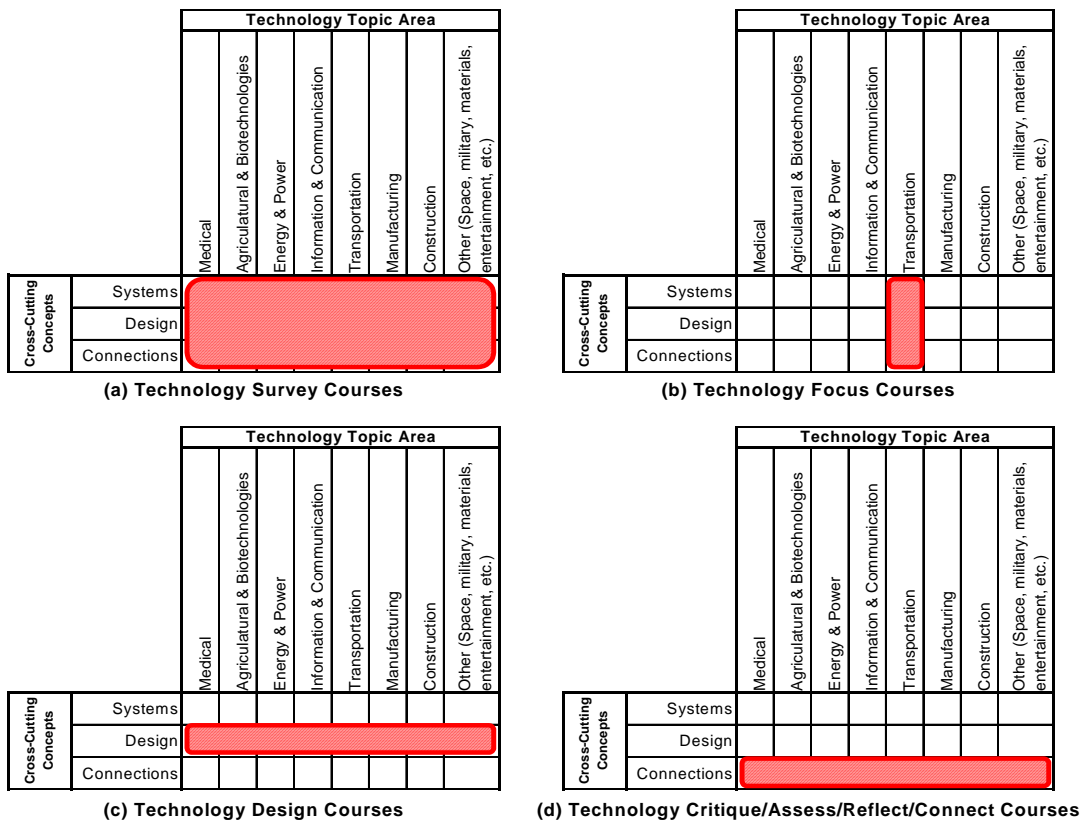 Technology Topic Area
Medical
Agriculatural & Biotechnologies
Energy & Power
Information & Communication
Transportation
Manufacturing
Construction
Other (Space, military, materials,
entertainment, etc.)
Cross-Cutting
Concepts
Systems
Design
Connections
(a) Technology Survey Courses
Technology Topic Area
Medical
Agriculatural & Biotechnologies
Energy & Power
Information & Communication
Transportation
Manufacturing
Construction
Other (Space, military, materials,
entertainment, etc.)
Cross-Cutting
Concepts
Systems
Design
Connections
(b) Technology Focus Courses
Technology Topic Area
Medical
Agriculatural & Biotechnologies
Energy & Power
Information & Communication
Transportation
Manufacturing
Construction
Other (Space, military, materials,
entertainment, etc.)
Cross-Cutting
Concepts
Systems
Design
Connections
(c) Technology Design Courses
Technology Topic Area
Medical
Agriculatural & Biotechnologies
Energy & Power
Information & Communication
Transportation
Manufacturing
Construction
Other (Space, military, materials,
entertainment, etc.)
Cross-Cutting
Concepts
Systems
Design
Connections
(d) Technology Critique/Assess/Reflect/Connect Courses